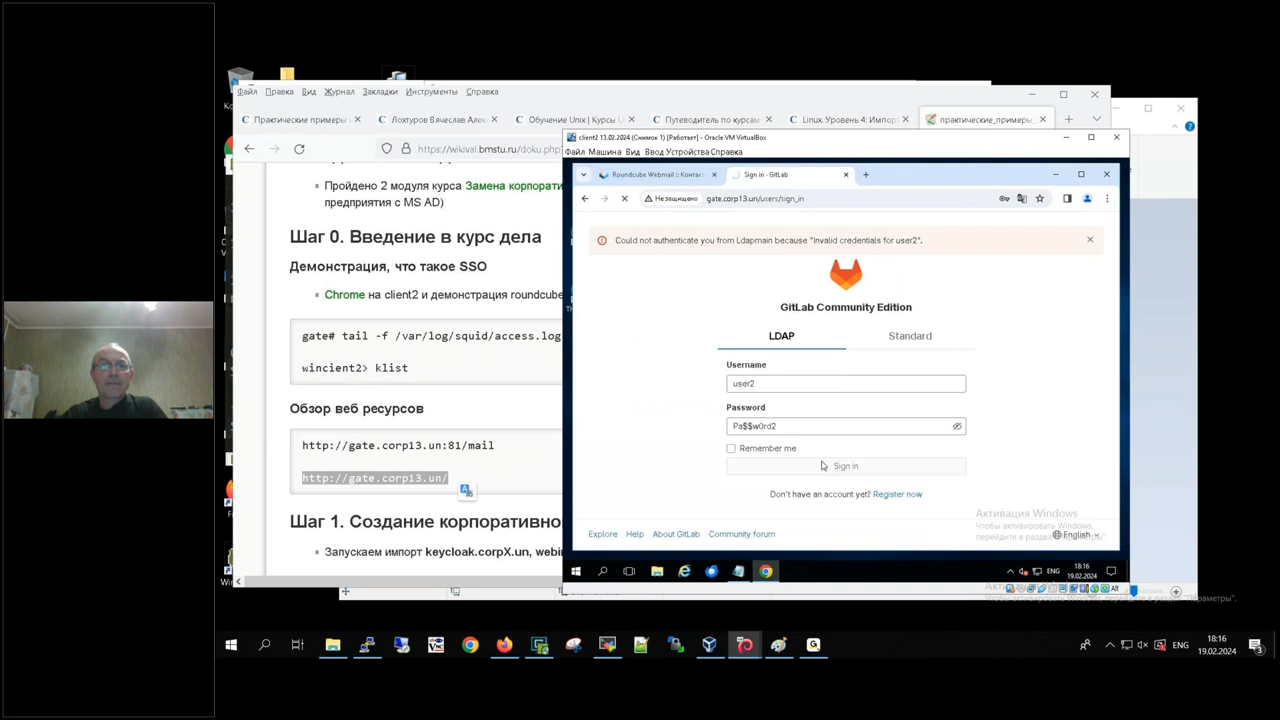 Файл Правка Вид Журнал Закладки Инструменты Справка
Практические примеры
Лохтуров Вячеслав Але
Обучение Unix | Курсы U
Путеводитель по курсам
Linux. Уровень 4: Импор
практические_примеры_
https://wikival.bmstu.ru/doku.php
Пройдено 2 модуля курса Замена корпорати
предприятия с MS AD)
Шаг 0. Введение в курс дела
Демонстрация, что такое SSO
Chrome на client2 и демонстрация roundcube
gate# tail -f /var/log/squid/access.log
wincient2> klist
Обзор веб ресурсов
http://gate.corp13.un:81/mail
http://gate.corp13.un/
Шаг 1. Создание корпоративно
Запускаем импорт keycloak.corpX.un, webin
client2 13.02.2024 (Снимок 1) [Работает] - Oracle VM VirtualBox
Файл Машина Вид Ввод Устройства Справка
Roundcube Webmail :: Контак
Sign in · GitLab
Не защищено
gate.corp13.un/users/sign_in
Could not authenticate you from Ldapmain because "Invalid credentials for user2".
GitLab Community Edition
LDAP
Standard
Username
user2
Password
Pa$$w0rd2
Remember me
Sign in
Don't have an account yet? Register now
Активация Windows
Чтобы активировать Windows,
перейдите в раздел
Explore Help About GitLab Community forum
English
ENG
18:16
19.02.2024
ENG
18:16
19.02.2024